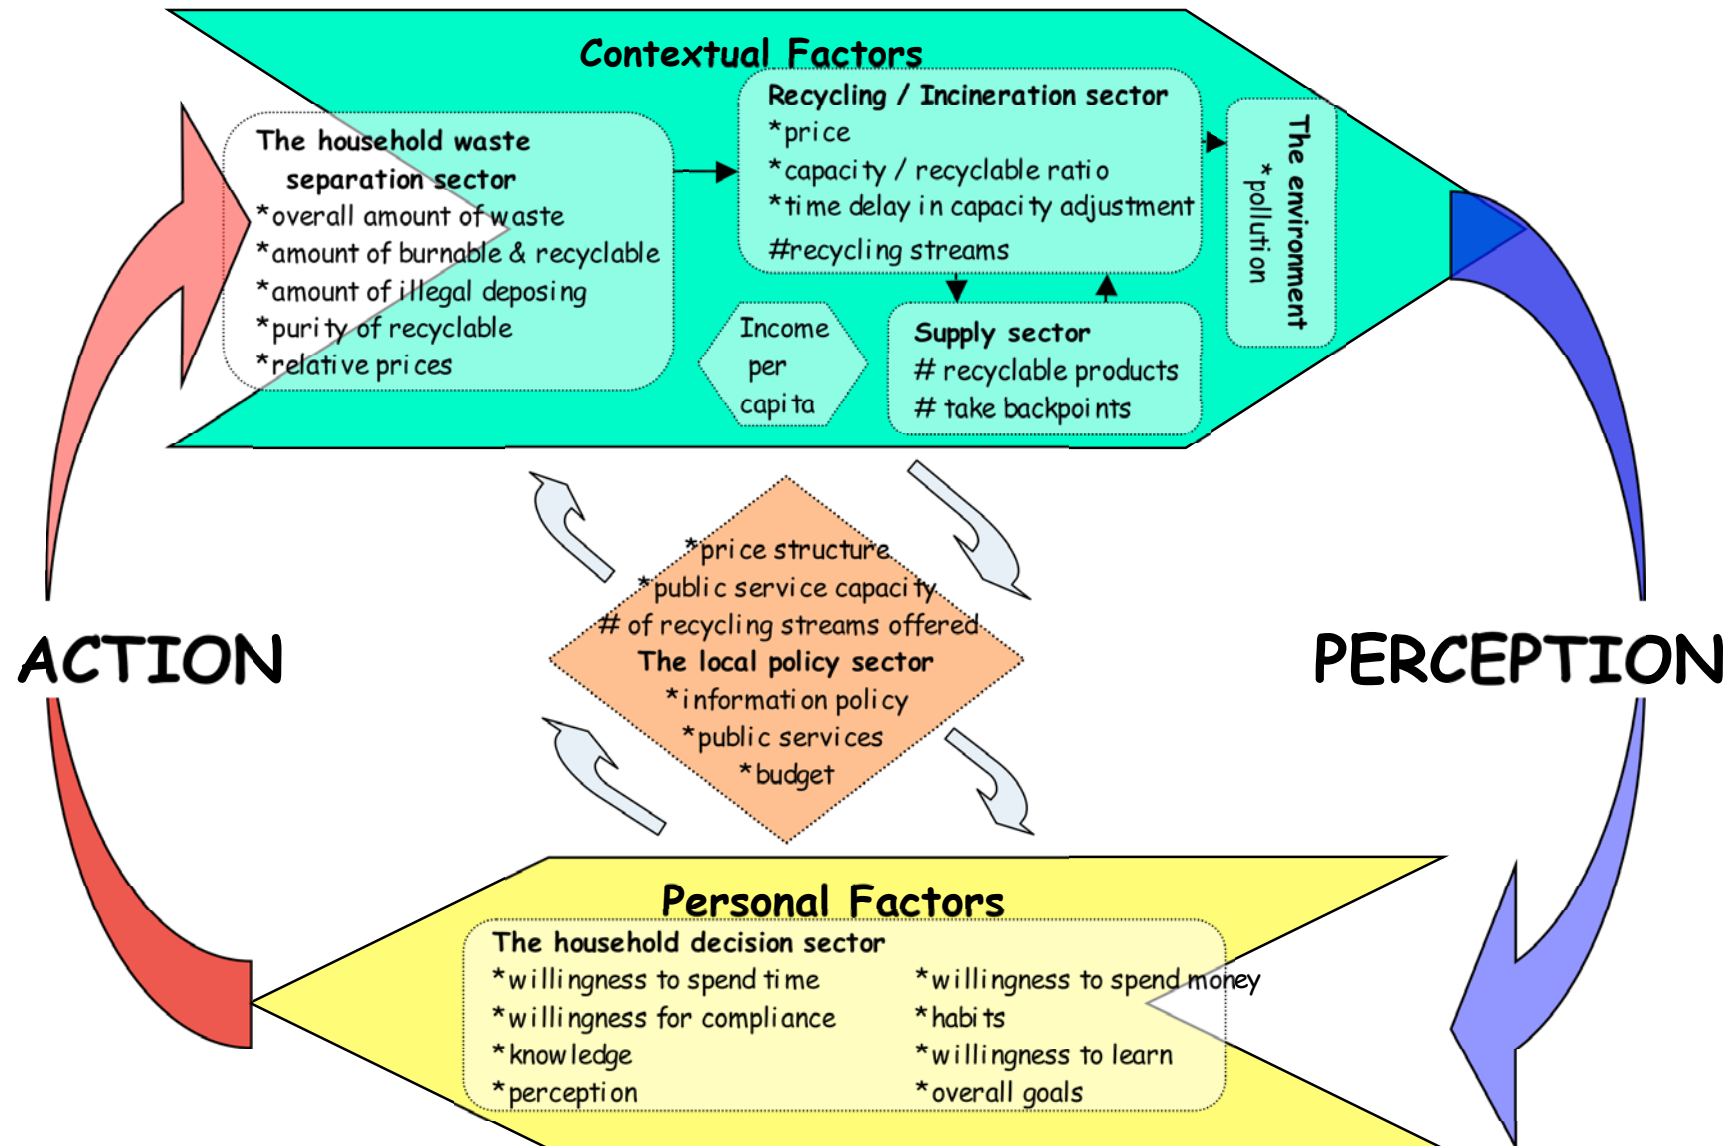 Contextual Factors
The household waste
separation sector
*overall amount of waste
*amount of burnable & recyclable
*amount of illegal deposing
*purity of recyclable
*relative prices
Recycling / Incineration sector
*price
*capacity / recyclable ratio
*time delay in capacity adjustment
#recycling streams
The environment
*pollution
Income
per
capita
Supply sector
# recyclable products
# take backpoints
ACTION
*price structure
*public service capacity
# of recycling streams offered
The local policy sector
*information policy
*public services
*budget
PERCEPTION
Personal Factors
The household decision sector
*willingness to spend time
*willingness for compliance
*knowledge
*perception
*willingness to spend money
*habits
*willingness to learn
*overall goals